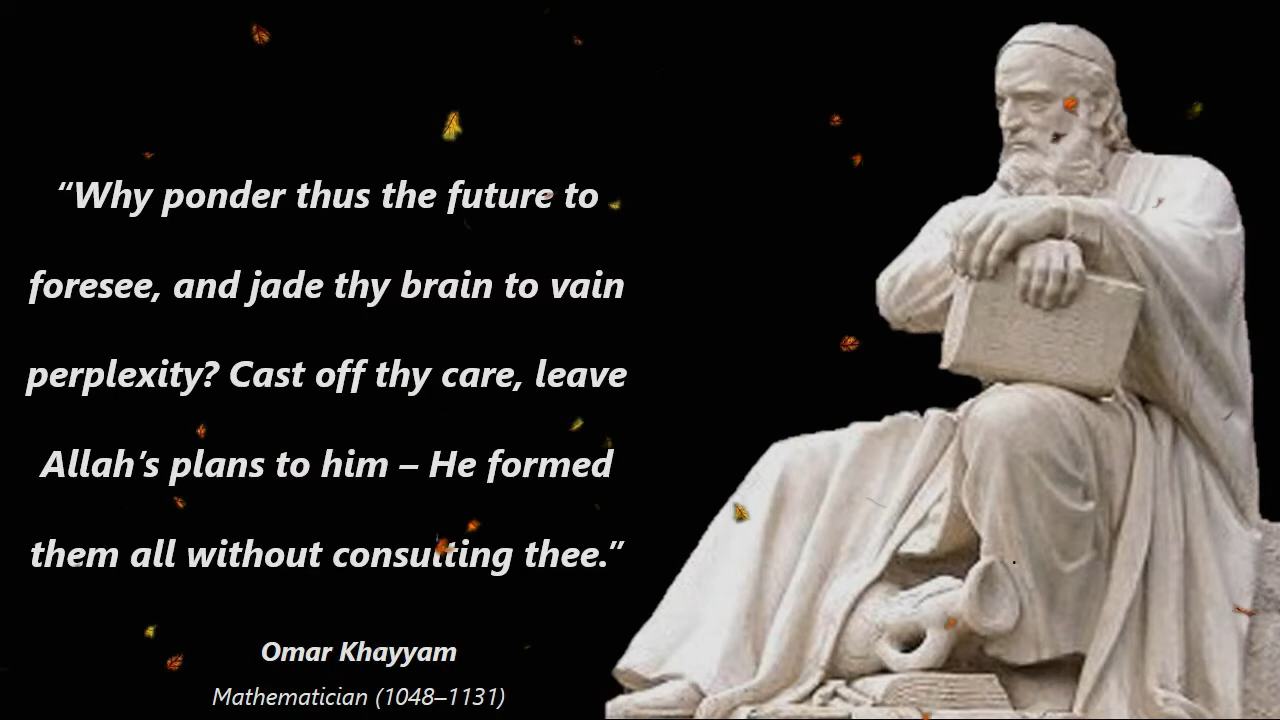 “Why ponder thus the future to
foresee, and jade thy brain to vain
perplexity? Cast off thy care, leave
Allah’s plans to him – He formed
them all without consulting thee.”
Omar Khayyam
Mathematician (1048–1131)